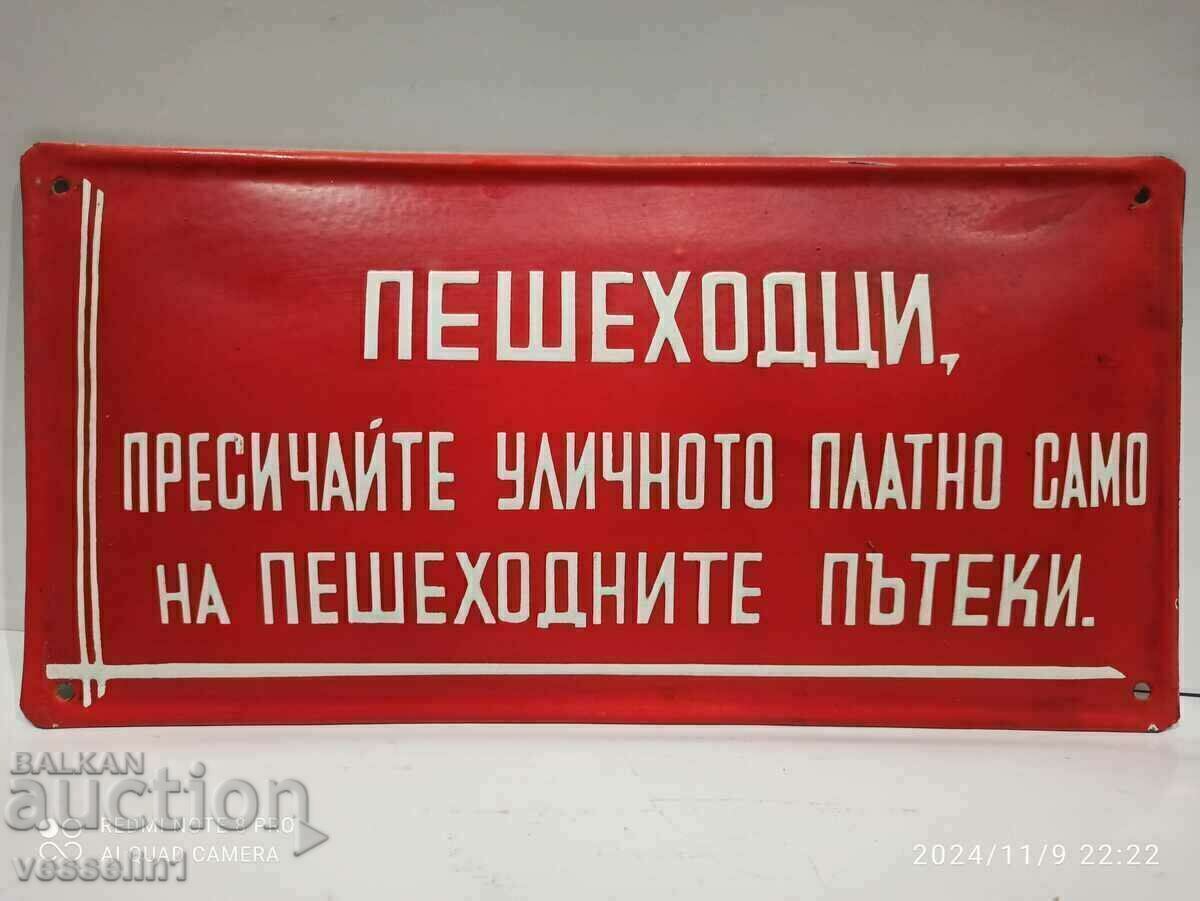 ПЕШЕХОДЦИ,
ПРЕСИЧАЙТЕ УЛИЧНОТО ПЛАТНО САМО
НА ПЕШЕХОДНИТЕ ПЪТЕКИ.
BALKAN
auction
REDMI NOTE 8 PRO
AI QUAD CAMERA
vesselin1
2024/11/9 22:22